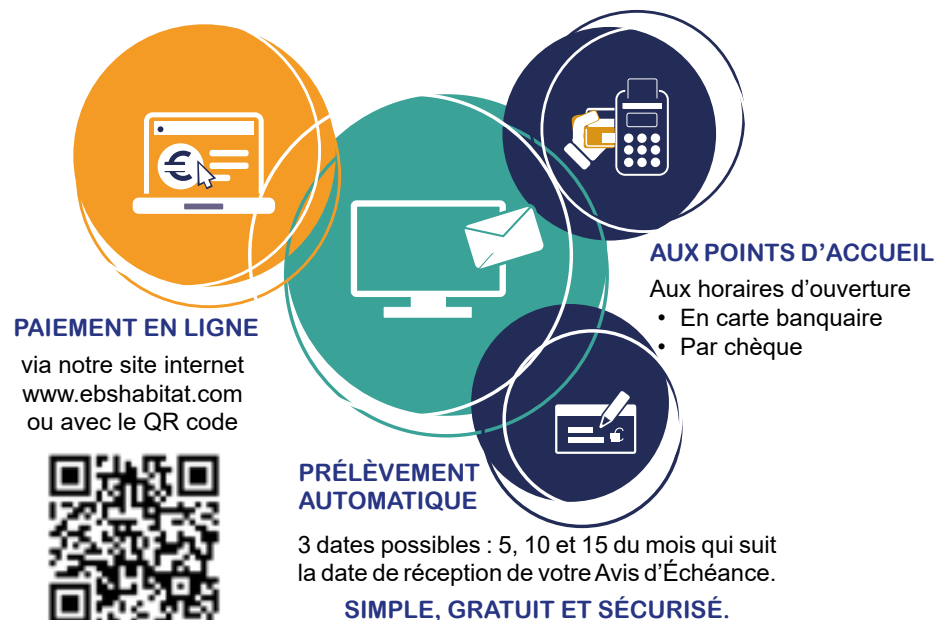 PAIEMENT EN LIGNE
via notre site internet
www.ebshabitat.com
ou avec le QR code
AUX POINTS D'ACCUEIL
Aux horaires d'ouverture
• En carte banquaire
• Par chèque
PRÉLÈVEMENT
AUTOMATIQUE
3 dates possibles : 5, 10 et 15 du mois qui suit
la date de réception de votre Avis d'Échéance.
SIMPLE, GRATUIT ET SÉCURISÉ.